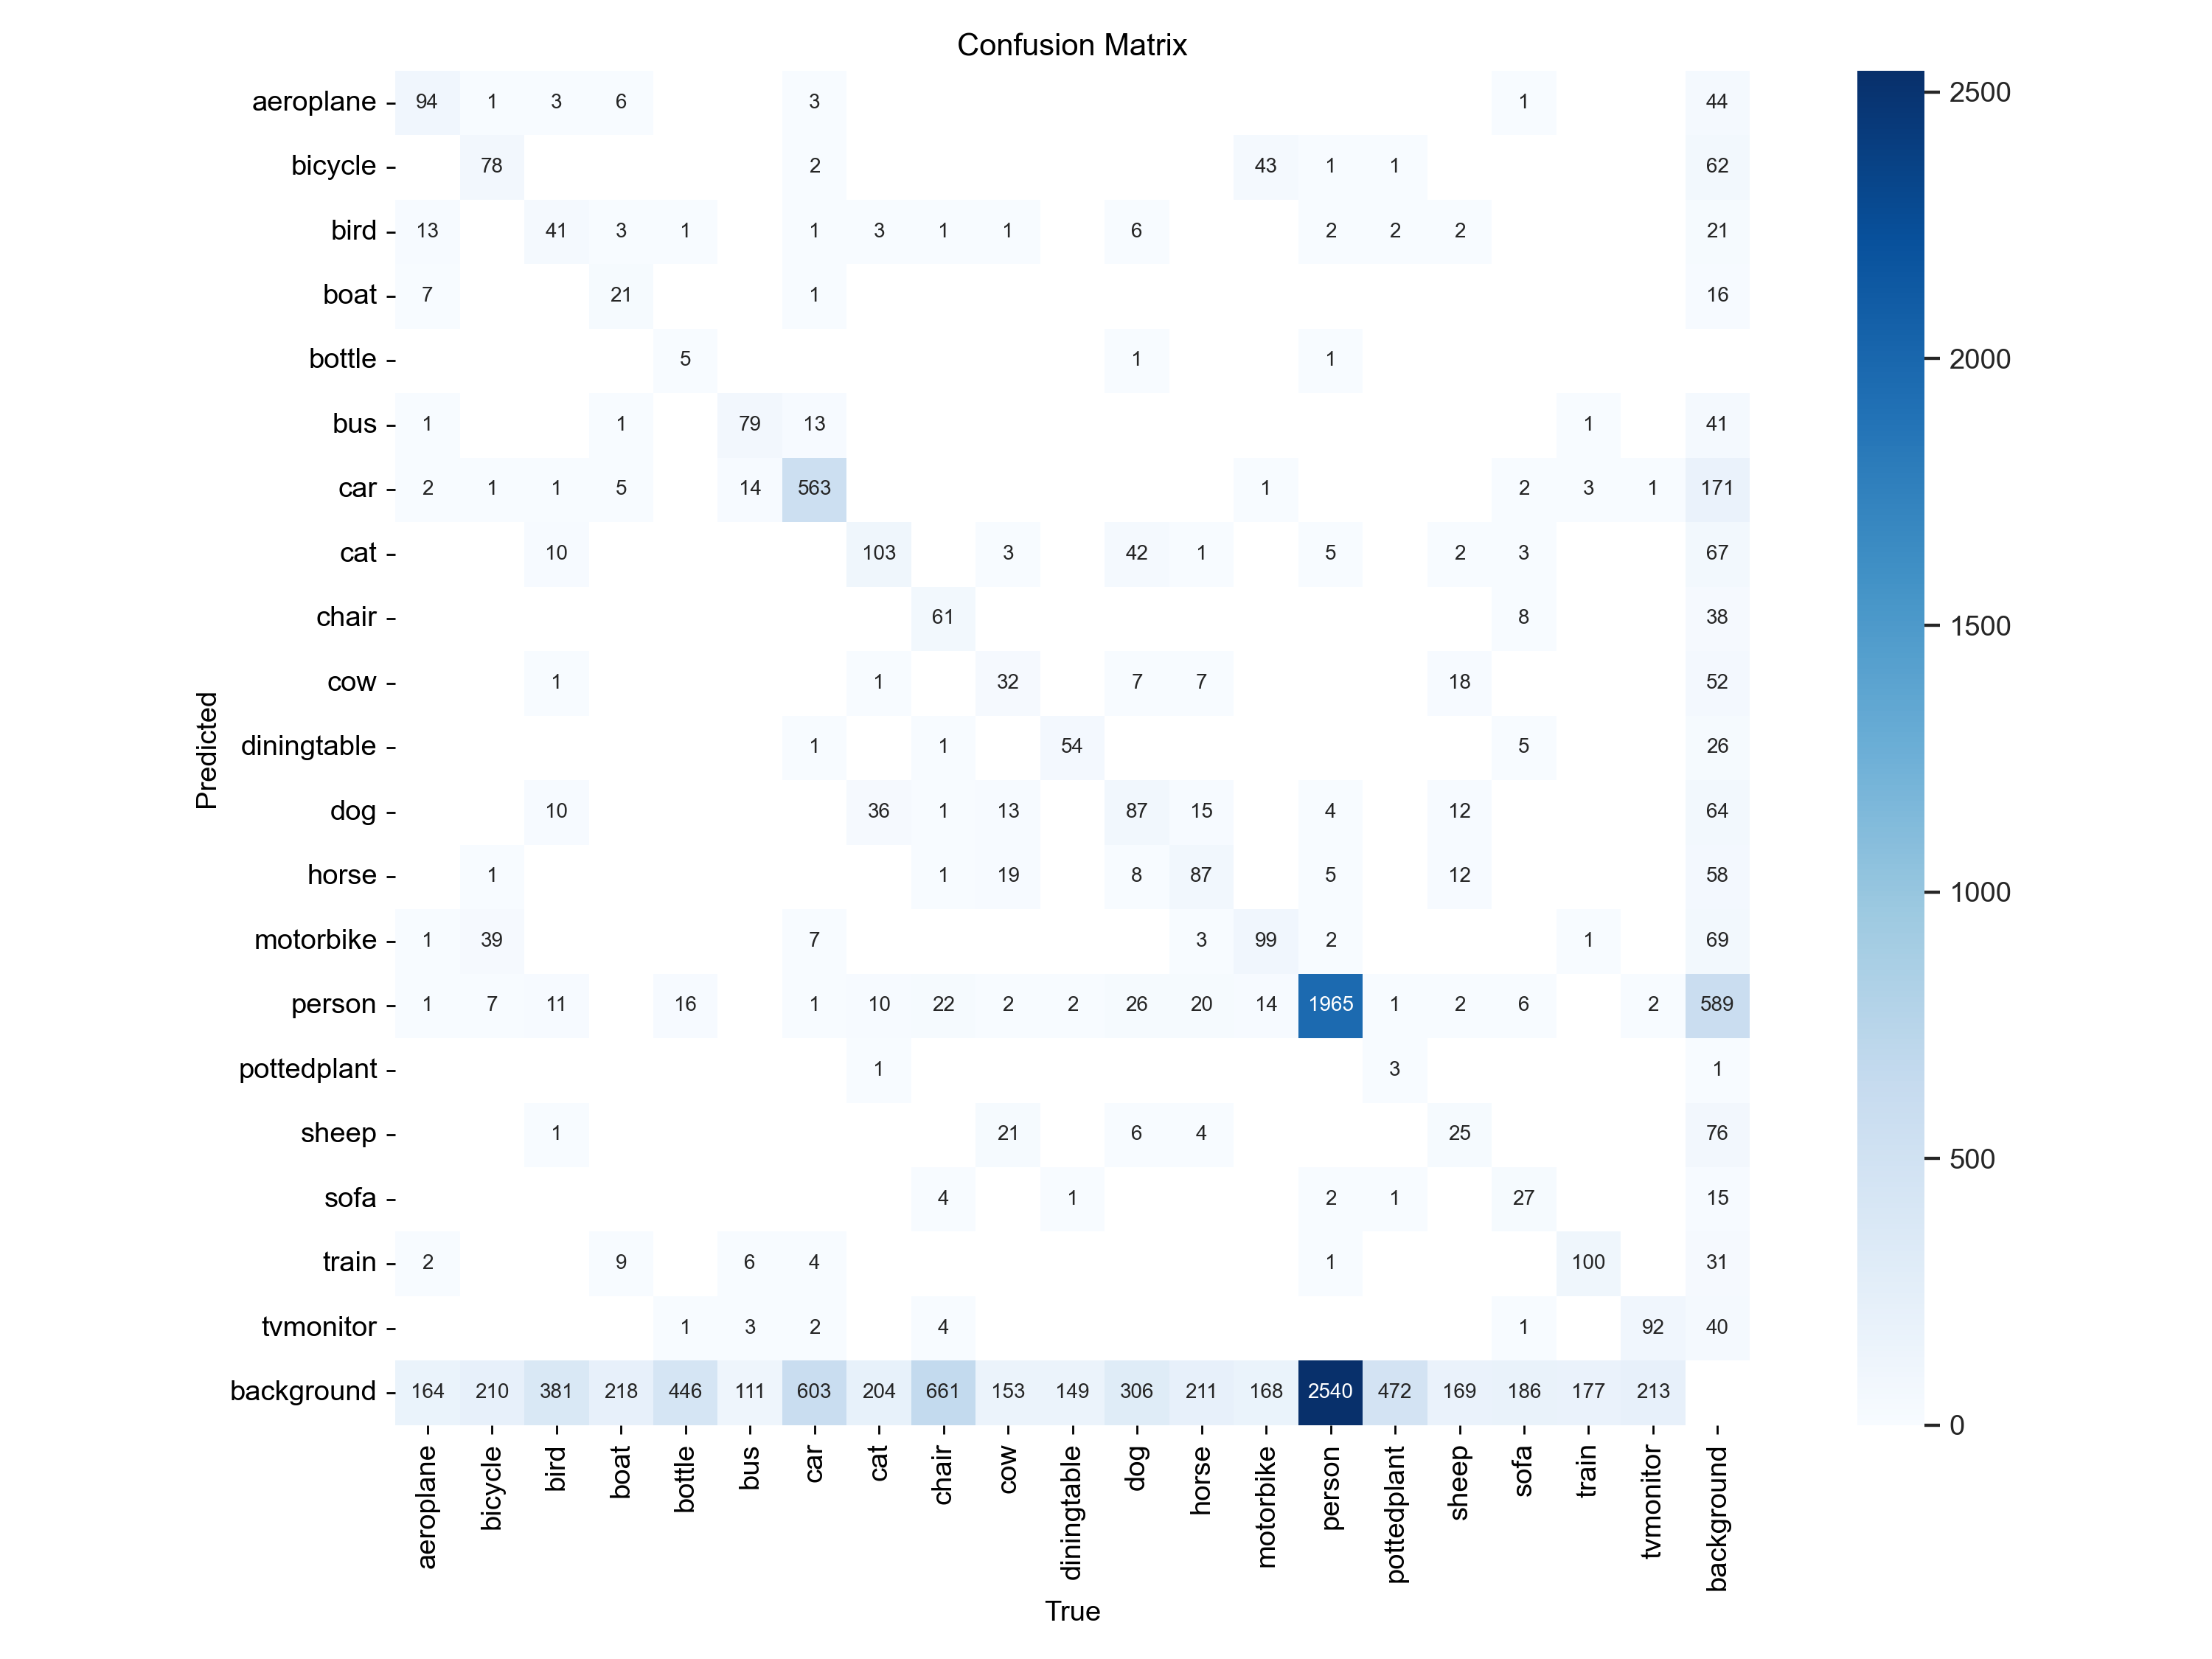 Confusion Matrix
aeroplane 94 1 3 6 3 1 44
bicycle 78 2 43 1 1 62
bird 13 41 3 1 1 3 1 1 6 2 2 2 21
boat 7 21 1 16
bottle 5 1 1
bus 1 1 79 13 1 41
car 2 1 1 5 14 563 1 2 3 1 171
cat 10 103 3 42 1 5 2 3 67
chair 61 8 38
cow 1 1 32 7 7 18 52
diningtable 1 1 54 5 26
dog 10 36 1 13 87 15 4 12 64
horse 1 1 19 8 87 5 12 58
motorbike 1 39 7 3 99 2 1 69
person 1 7 11 16 1 10 22 2 2 26 20 14 1965 1 2 6 2 589
pottedplant 1 3 1
sheep 1 21 6 4 25 76
sofa 4 1 2 1 27 15
train 2 9 6 4 1 100 31
tvmonitor 1 3 2 4 1 92 40
background 164 210 381 218 446 111 603 204 661 153 149 306 211 168 2540 472 169 186 177 213
Predicted
aeroplane bicycle bird boat bottle bus car cat chair cow diningtable dog horse motorbike person pottedplant sheep sofa train tvmonitor background
True
2500
2000
1500
1000
500
0